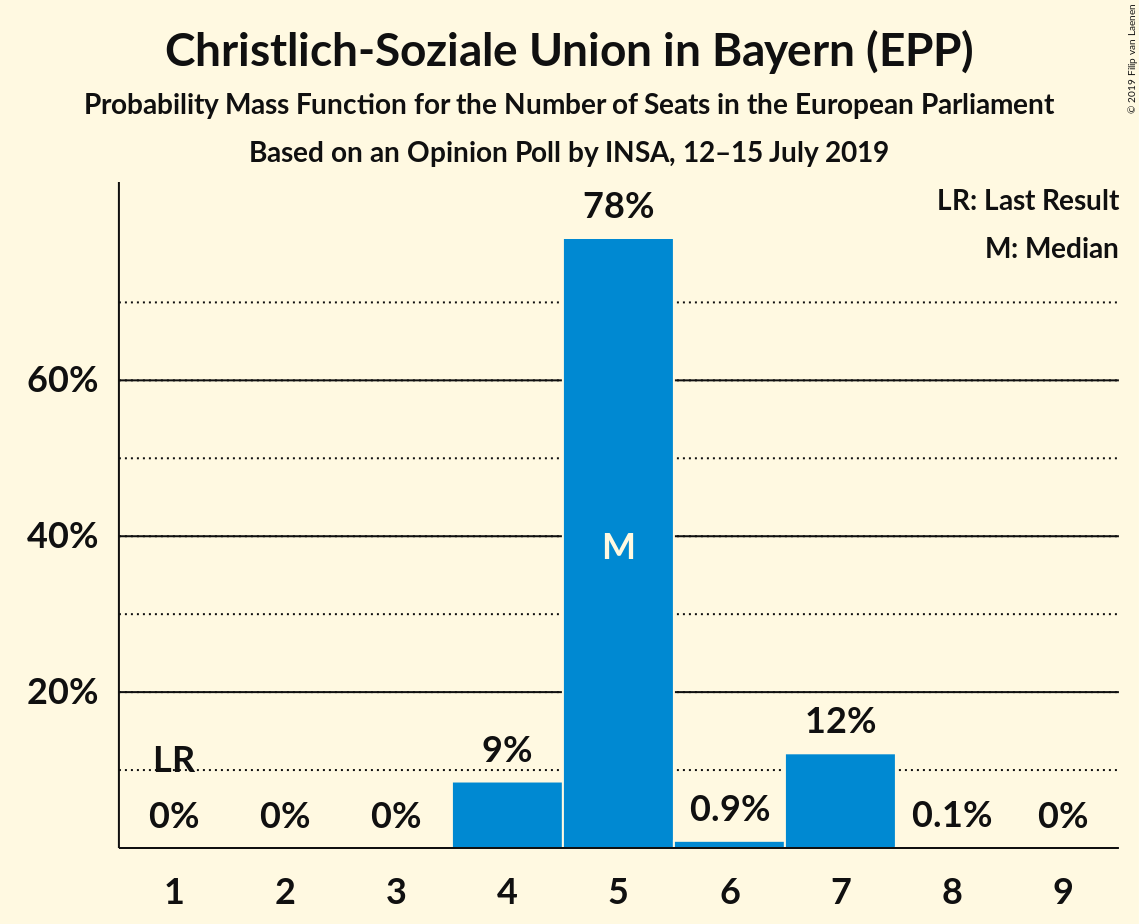 Christlich-Soziale Union in Bayern (EPP)
Probability Mass Function for the Number of Seats in the European Parliament
Based on an Opinion Poll by INSA, 12–15 July 2019
© 2019 Filip van Laenen
LR: Last Result
M: Median
78%
60%
40%
M
20%
12%
9%
LR
0%
0%
0%
0.9%
0.1%
0%
1 2 3 4 5 6 7 8 9